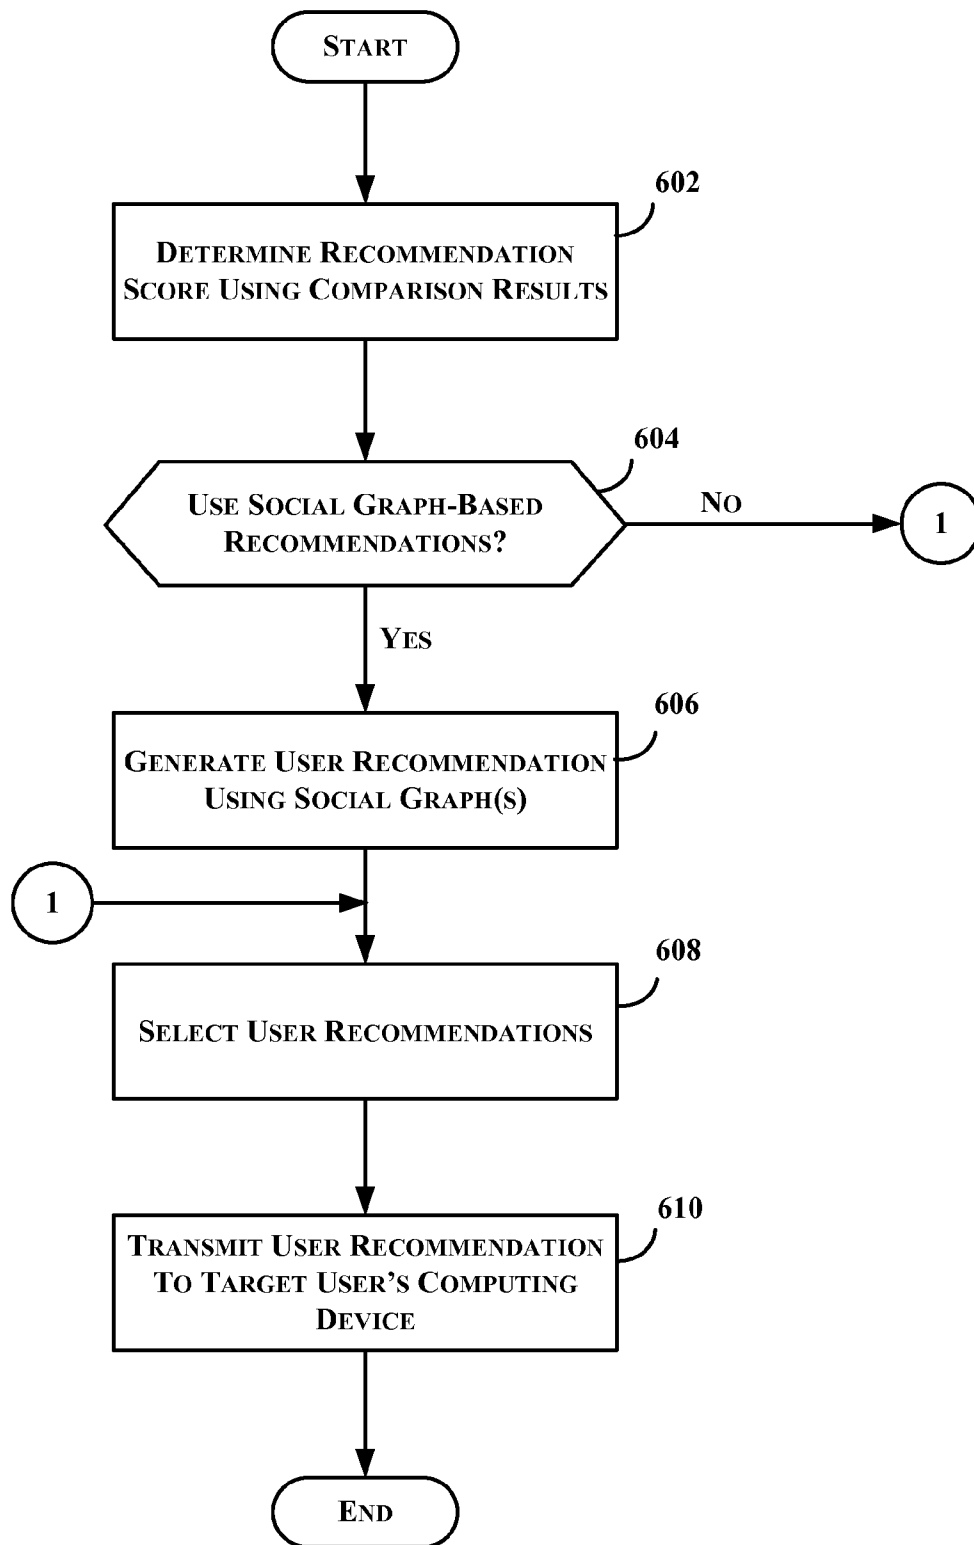 START
602
DETERMINE RECOMMENDATION
SCORE USING COMPARISON RESULTS
604
USE SOCIAL GRAPH-BASED
RECOMMENDATIONS?
NO
1
YES
606
GENERATE USER RECOMMENDATION
USING SOCIAL GRAPH(S)
1
608
SELECT USER RECOMMENDATIONS
610
TRANSMIT USER RECOMMENDATION
TO TARGET USER'S COMPUTING
DEVICE
END